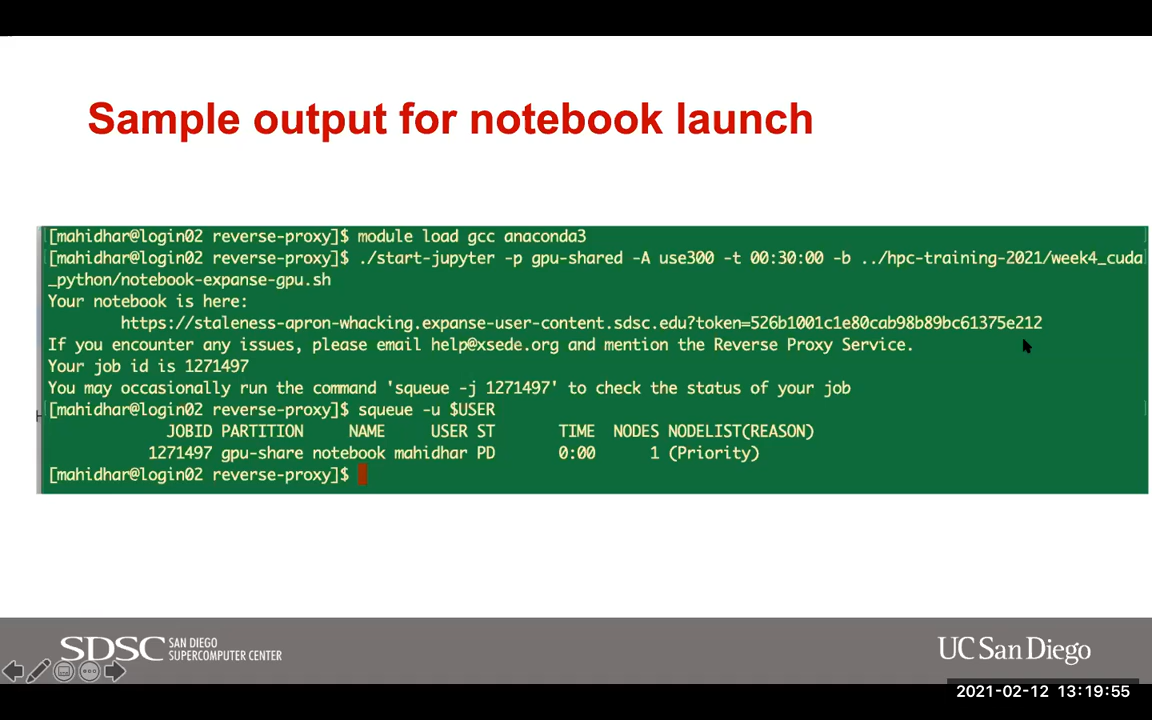 Sample output for notebook launch
[mahidhar@login02 reverse-proxy]$ module load gcc anaconda3
[mahidhar@login02 reverse-proxy]$ ./start-jupyter -p gpu-shared -A use300 -t 00:30:00 -b ../hpc-training-2021/week4_cuda
_python/notebook-expanse-gpu.sh
Your notebook is here:
https://staleness-apron-whacking.expanse-user-content.sdsc.edu?token=526b1001c1e80cab98b89bc61375e212
If you encounter any issues, please email help@xsede.org and mention the Reverse Proxy Service.
Your job id is 1271497
You may occasionally run the command 'squeue -j 1271497' to check the status of your job
[mahidhar@login02 reverse-proxy]$ squeue -u $USER
JOBID PARTITION NAME USER ST TIME NODES NODELIST(REASON)
1271497 gpu-share notebook mahidhar PD 0:00 1 (Priority)
[mahidhar@login02 reverse-proxy]$
SDSC SAN DIEGO
SUPERCOMPUTER CENTER
UC San Diego
2021-02-12 13:19:55